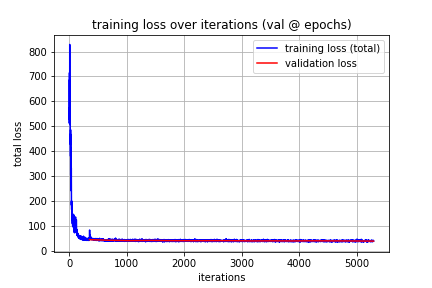 training loss over iterations (val @ epochs)
training loss (total)
validation loss
total loss
800
700
600
500
400
300
200
100
0
0 1000 2000 3000 4000 5000
iterations